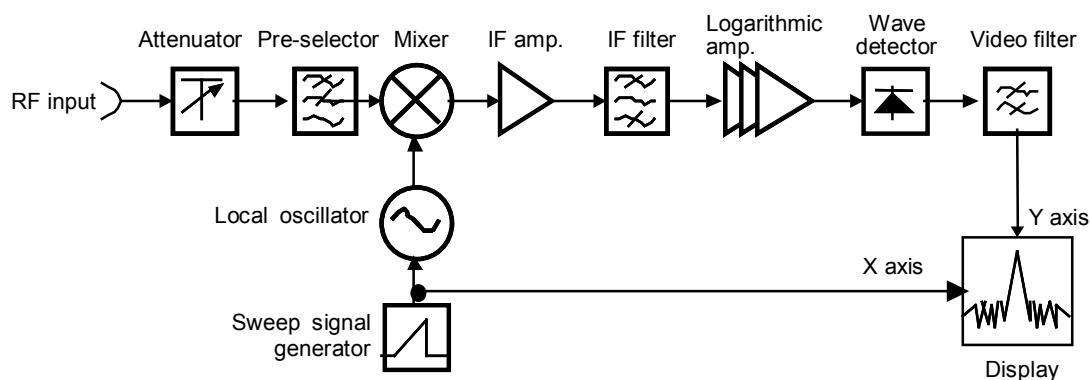 Attenuator
Pre-selector
Mixer
IF amp.
IF filter
Logarithmic
amp.
Wave
detector
Video filter
RF input
Local oscillator
Y axis
X axis
Sweep signal
generator
Display